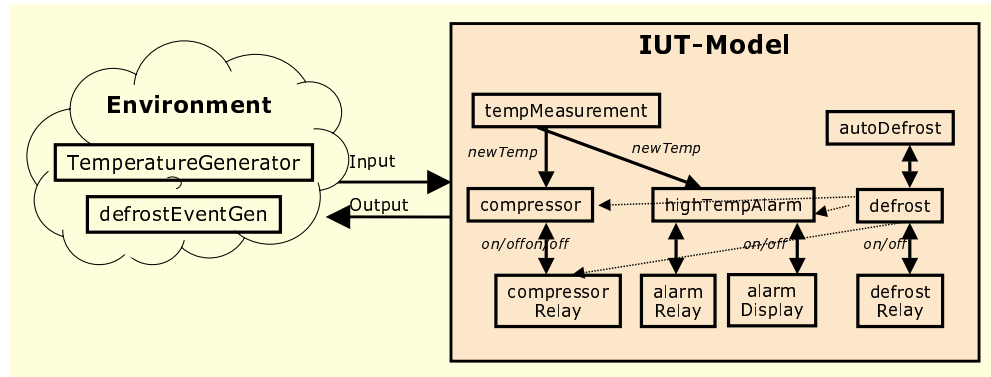 IUT-Model
Environment
tempMeasurement
autoDefrost
newTemp
newTemp
TemperatureGenerator
Input
defrostEventGen
Output
compressor
highTempAlarm
defrost
on/offon/off
on/off
on/off
compressor
Relay
alarm
Relay
alarm
Display
defrost
Relay